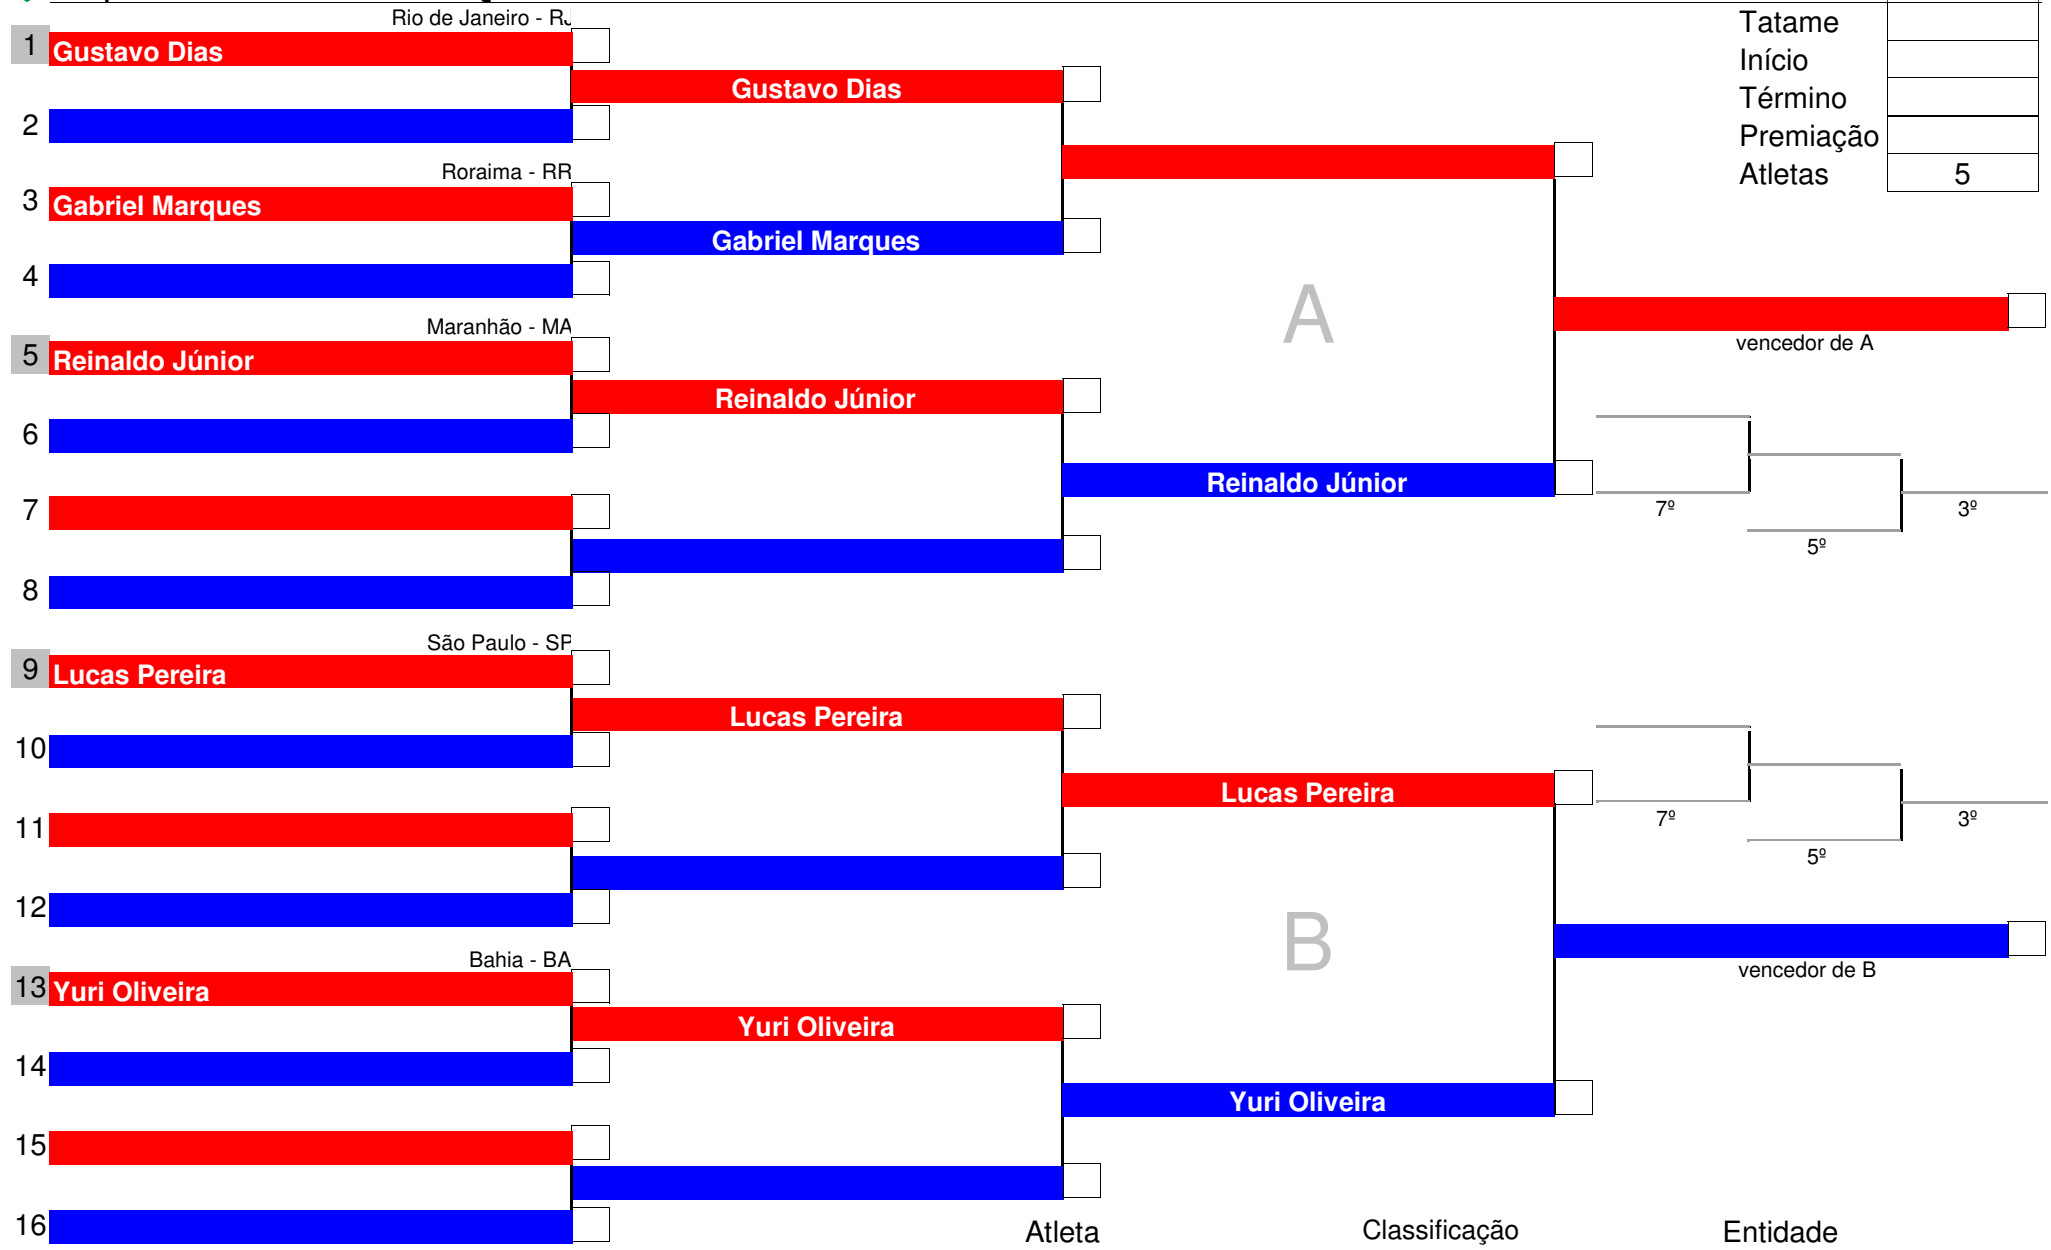 Rio de Janeiro - RJ
Tatame
1 Gustavo Dias
Início
Gustavo Dias
Término
2
Premiação
Roraima - RR
Atletas 5
3 Gabriel Marques
Gabriel Marques
4
A
Maranhão - MA
vencedor de A
5 Reinaldo Júnior
Reinaldo Júnior
6
Reinaldo Júnior
7
7º 3º
5º
8
São Paulo - SP
9 Lucas Pereira
Lucas Pereira
10
Lucas Pereira
11
7º 3º
5º
12
B
Bahia - BA
vencedor de B
13 Yuri Oliveira
Yuri Oliveira
14
Yuri Oliveira
15
16
Atleta Classificação Entidade